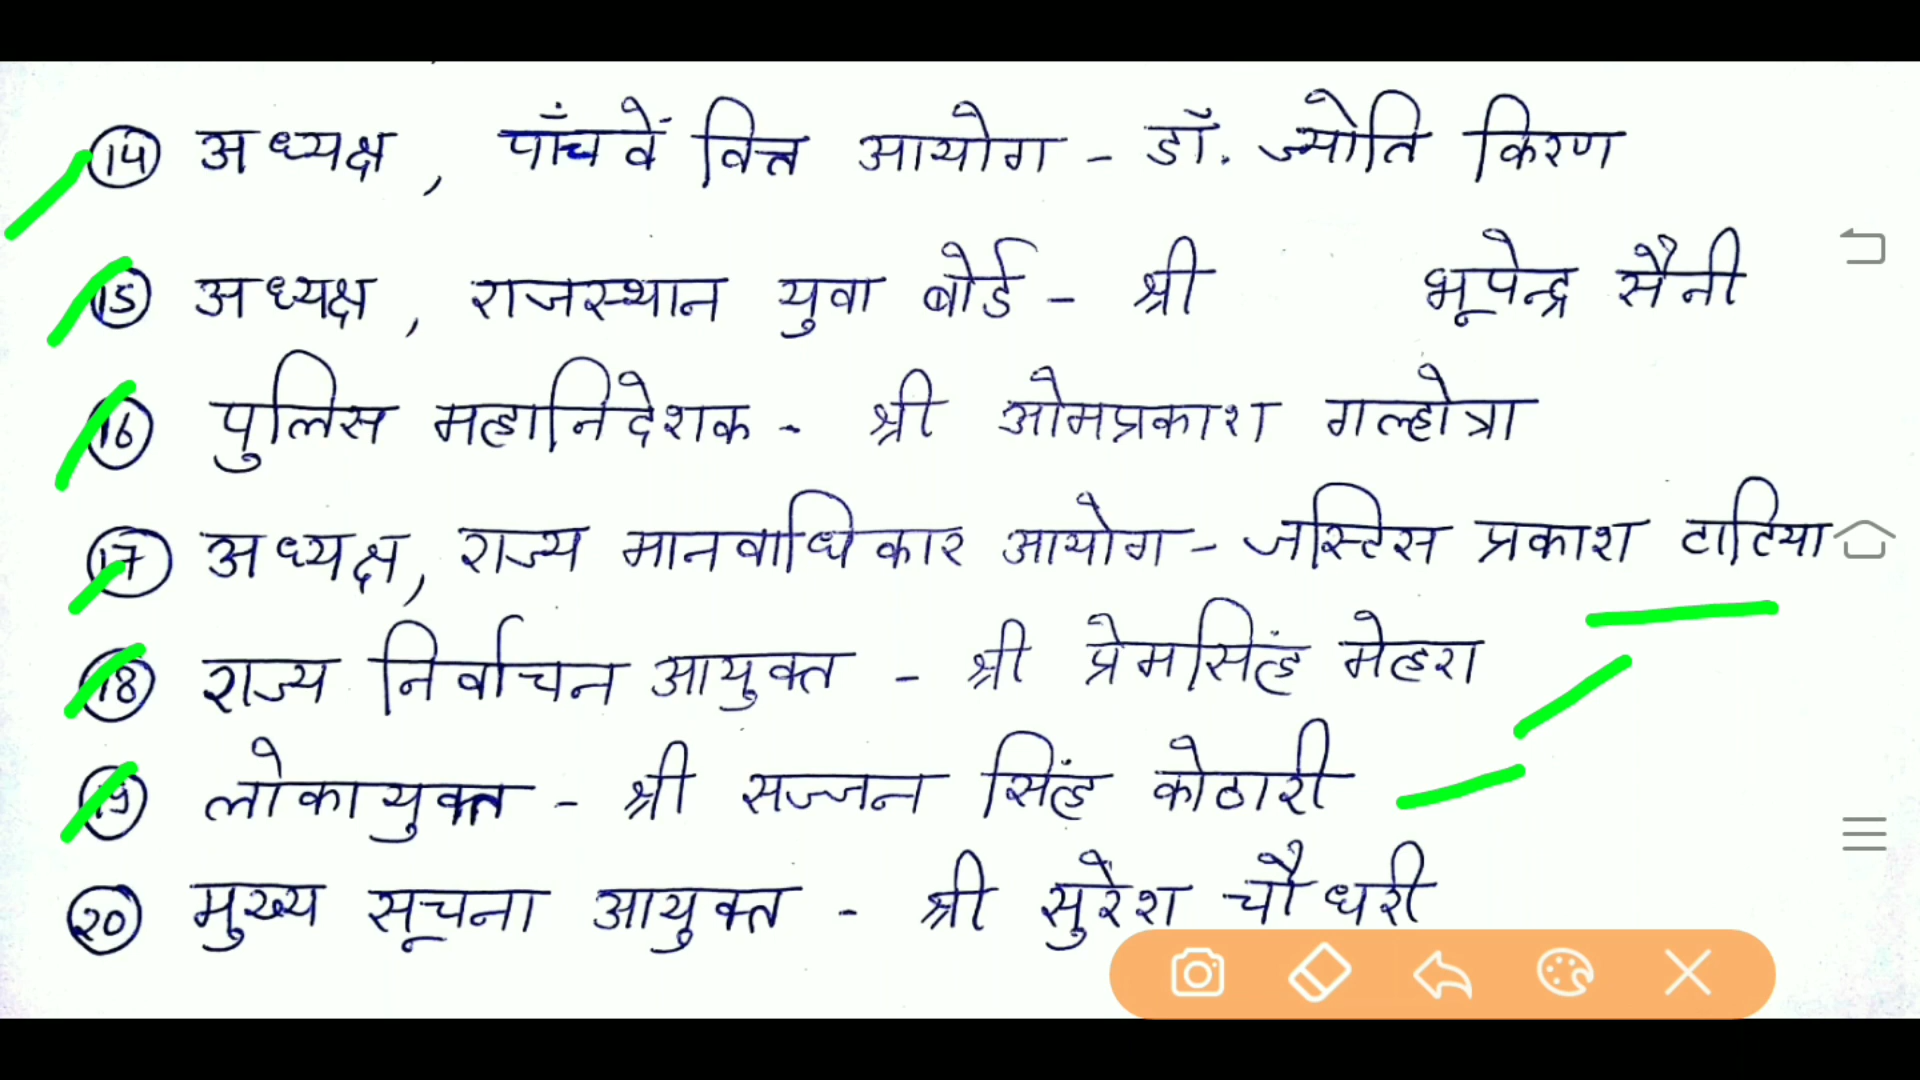 14 अध्यक्ष, पाँचवें वित्त आयोग - डॉ. ज्योति किरण
15 अध्यक्ष, राजस्थान युवा बोर्ड - श्री भूपेन्द्र सैनी
16 पुलिस महानिदेशक - श्री ओमप्रकाश गल्होत्रा
17 अध्यक्ष, राज्य मानवाधिकार आयोग - जस्टिस प्रकाश टाटिया
18 राज्य निर्वाचन आयुक्त - श्री प्रेमसिंह मेहरा
19 लोकायुक्त - श्री सज्जन सिंह कोठारी
20 मुख्य सूचना आयुक्त - श्री सुरेश चौधरी